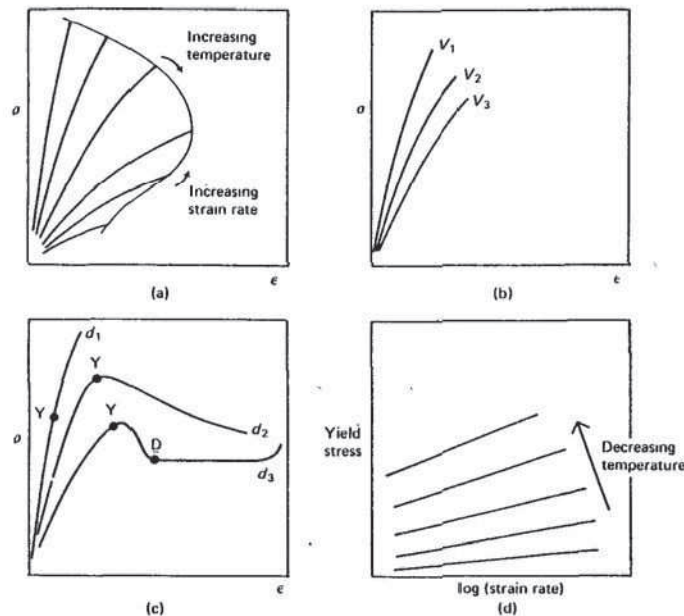 Increasing
temperature
σ
Increasing
strain rate
ϵ
(a)
V₁
V₂
V₃
σ
ϵ
(b)
d₁
Y
Y
Y
D
d₂
d₃
σ
ϵ
(c)
Yield
stress
Decreasing
temperature
log (strain rate)
(d)